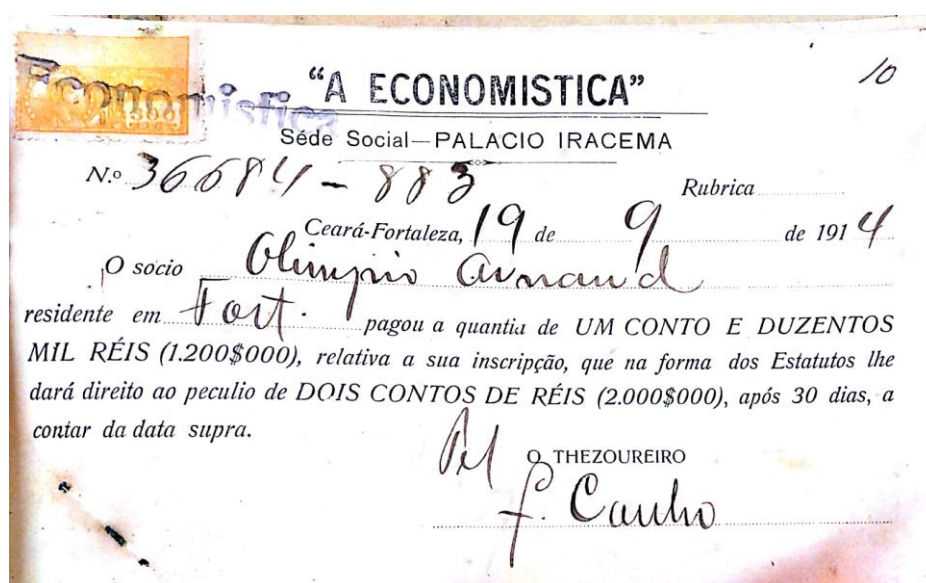 Economistica
300
"A ECONOMISTICA"
10
Séde Social—PALACIO IRACEMA
N.º 36684 - 883 Rubrica
Ceará-Fortaleza, 19 de 9 de 1914
O socio Olimpio Arnaud
residente em Fort. pagou a quantia de UM CONTO E DUZENTOS
MIL RÉIS (1.200$000), relativa a sua inscripção, que na forma dos Estatutos lhe
dará direito ao peculio de DOIS CONTOS DE RÉIS (2.000$000), após 30 dias, a
contar da data supra.
O THEZOUREIRO